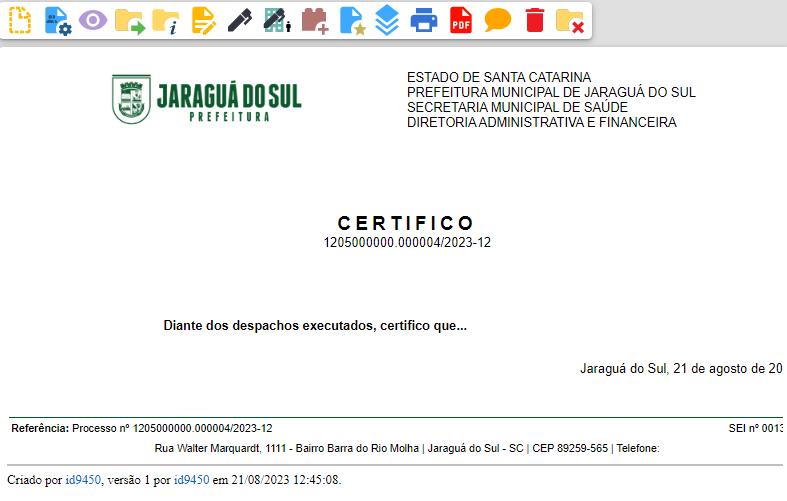 PDF
JARAGUÁ DO SUL
PREFEITURA
ESTADO DE SANTA CATARINA
PREFEITURA MUNICIPAL DE JARAGUÁ DO SUL
SECRETARIA MUNICIPAL DE SAÚDE
DIRETORIA ADMINISTRATIVA E FINANCEIRA
CERTIFICO
1205000000.000004/2023-12
Diante dos despachos executados, certifico que...
Jaraguá do Sul, 21 de agosto de 20
Referência: Processo nº 1205000000.000004/2023-12 SEI nº 0013
Rua Walter Marquardt, 1111 - Bairro Barra do Rio Molha | Jaraguá do Sul - SC | CEP 89259-565 | Telefone:
Criado por id9450, versão 1 por id9450 em 21/08/2023 12:45:08.